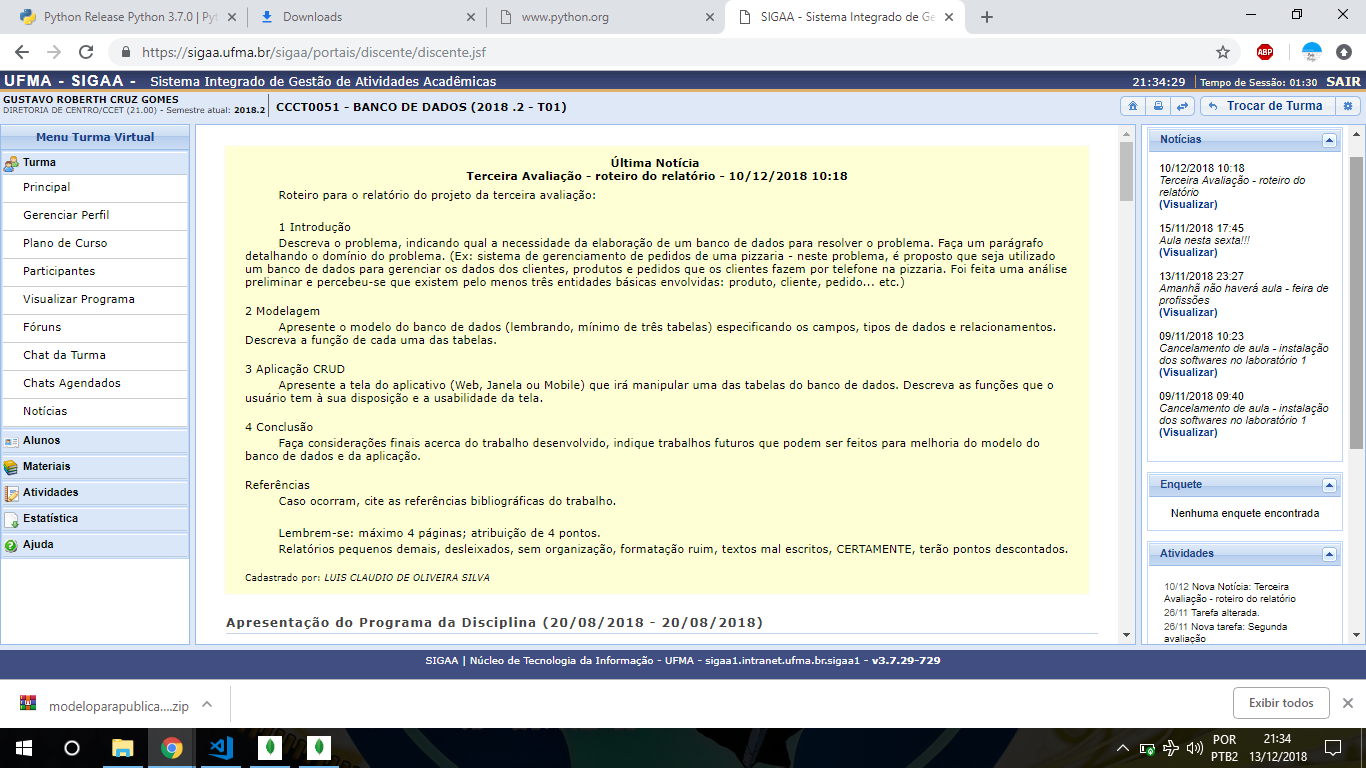 Python Release Python 3.7.0 | Pyt
Downloads
www.python.org
SIGAA - Sistema Integrado de Ge
https://sigaa.ufma.br/sigaa/portais/discente/discente.jsf
ABP
UFMA - SIGAA - Sistema Integrado de Gestão de Atividades Acadêmicas
21:34:29 Tempo de Sessão: 01:30 SAIR
GUSTAVO ROBERTH CRUZ GOMES
DIRETORIA DE CENTRO/CCET (21.00) - Semestre atual: 2018.2
CCCT0051 - BANCO DE DADOS (2018 .2 - T01)
Trocar de Turma
Menu Turma Virtual
Turma
Principal
Gerenciar Perfil
Plano de Curso
Participantes
Visualizar Programa
Fóruns
Chat da Turma
Chats Agendados
Notícias
Alunos
Materiais
Atividades
Estatística
Ajuda
Última Notícia
Terceira Avaliação - roteiro do relatório - 10/12/2018 10:18
Roteiro para o relatório do projeto da terceira avaliação:
1 Introdução
Descreva o problema, indicando qual a necessidade da elaboração de um banco de dados para resolver o problema. Faça um parágrafo
detalhando o domínio do problema. (Ex: sistema de gerenciamento de pedidos de uma pizzaria - neste problema, é proposto que seja utilizado
um banco de dados para gerenciar os dados dos clientes, produtos e pedidos que os clientes fazem por telefone na pizzaria. Foi feita uma análise
preliminar e percebeu-se que existem pelo menos três entidades básicas envolvidas: produto, cliente, pedido... etc.)
2 Modelagem
Apresente o modelo do banco de dados (lembrando, mínimo de três tabelas) especificando os campos, tipos de dados e relacionamentos.
Descreva a função de cada uma das tabelas.
3 Aplicação CRUD
Apresente a tela do aplicativo (Web, Janela ou Mobile) que irá manipular uma das tabelas do banco de dados. Descreva as funções que o
usuário tem à sua disposição e a usabilidade da tela.
4 Conclusão
Faça considerações finais acerca do trabalho desenvolvido, indique trabalhos futuros que podem ser feitos para melhoria do modelo do
banco de dados e da aplicação.
Referências
Caso ocorram, cite as referências bibliográficas do trabalho.
Lembrem-se: máximo 4 páginas; atribuição de 4 pontos.
Relatórios pequenos demais, desleixados, sem organização, formatação ruim, textos mal escritos, CERTAMENTE, terão pontos descontados.
Cadastrado por: LUIS CLAUDIO DE OLIVEIRA SILVA
Apresentação do Programa da Disciplina (20/08/2018 - 20/08/2018)
Notícias
10/12/2018 10:18
Terceira Avaliação - roteiro do
relatório
(Visualizar)
15/11/2018 17:45
Aula nesta sexta!!!
(Visualizar)
13/11/2018 23:27
Amanhã não haverá aula - feira de
profissões
(Visualizar)
09/11/2018 10:23
Cancelamento de aula - instalação
dos softwares no laboratório 1
(Visualizar)
09/11/2018 09:40
Cancelamento de aula - instalação
dos softwares no laboratório 1
(Visualizar)
Enquete
Nenhuma enquete encontrada
Atividades
10/12 Nova Notícia: Terceira
Avaliação - roteiro do relatório
26/11 Tarefa alterada.
26/11 Nova tarefa: Segunda
avaliação
SIGAA | Núcleo de Tecnologia da Informação - UFMA - sigaa1.intranet.ufma.br.sigaa1 - v3.7.29-729
modeloparapublica....zip
Exibir todos
POR
PTB2
21:34
13/12/2018